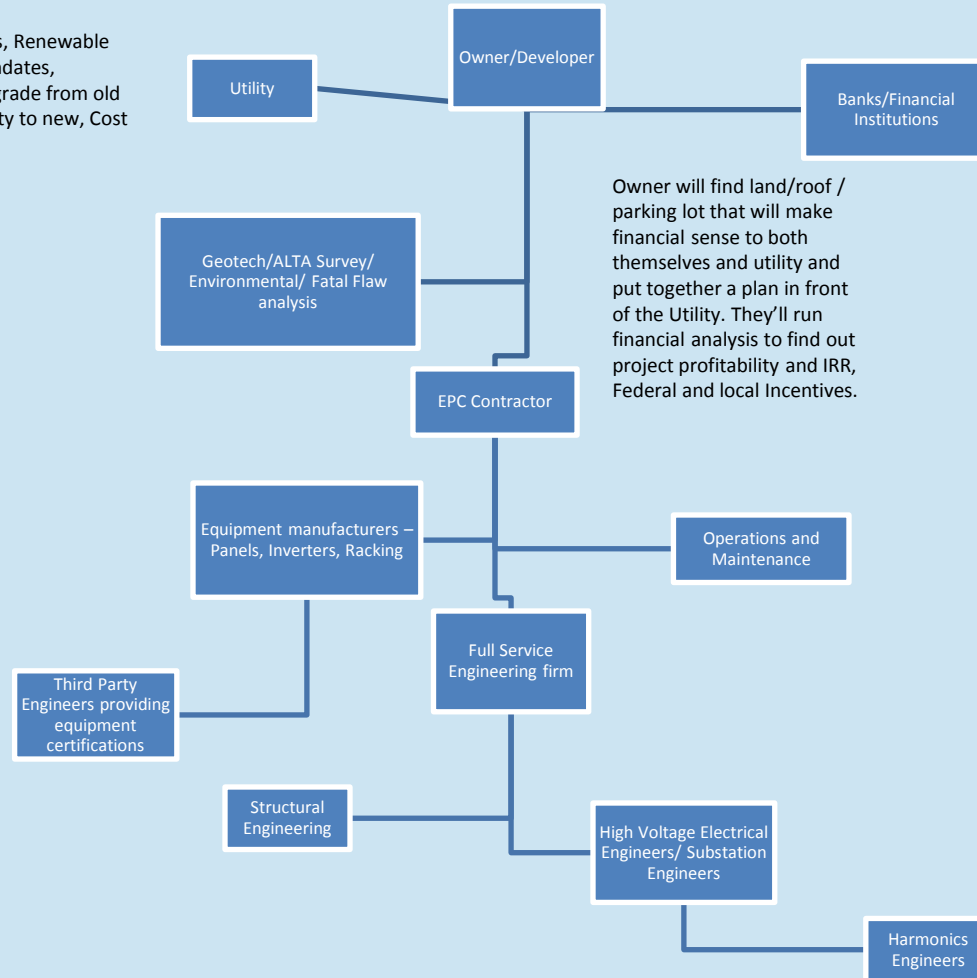 s, Renewable
ndates,
grade from old
ty to new, Cost
Owner/Developer
Utility
Banks/Financial
Institutions
Owner will find land/roof /
parking lot that will make
financial sense to both
themselves and utility and
put together a plan in front
of the Utility. They’ll run
financial analysis to find out
project profitability and IRR,
Federal and local Incentives.
Geotech/ALTA Survey/
Environmental/ Fatal Flaw
analysis
EPC Contractor
Equipment manufacturers –
Panels, Inverters, Racking
Operations and
Maintenance
Full Service
Engineering firm
Third Party
Engineers providing
equipment
certifications
Structural
Engineering
High Voltage Electrical
Engineers/ Substation
Engineers
Harmonics
Engineers